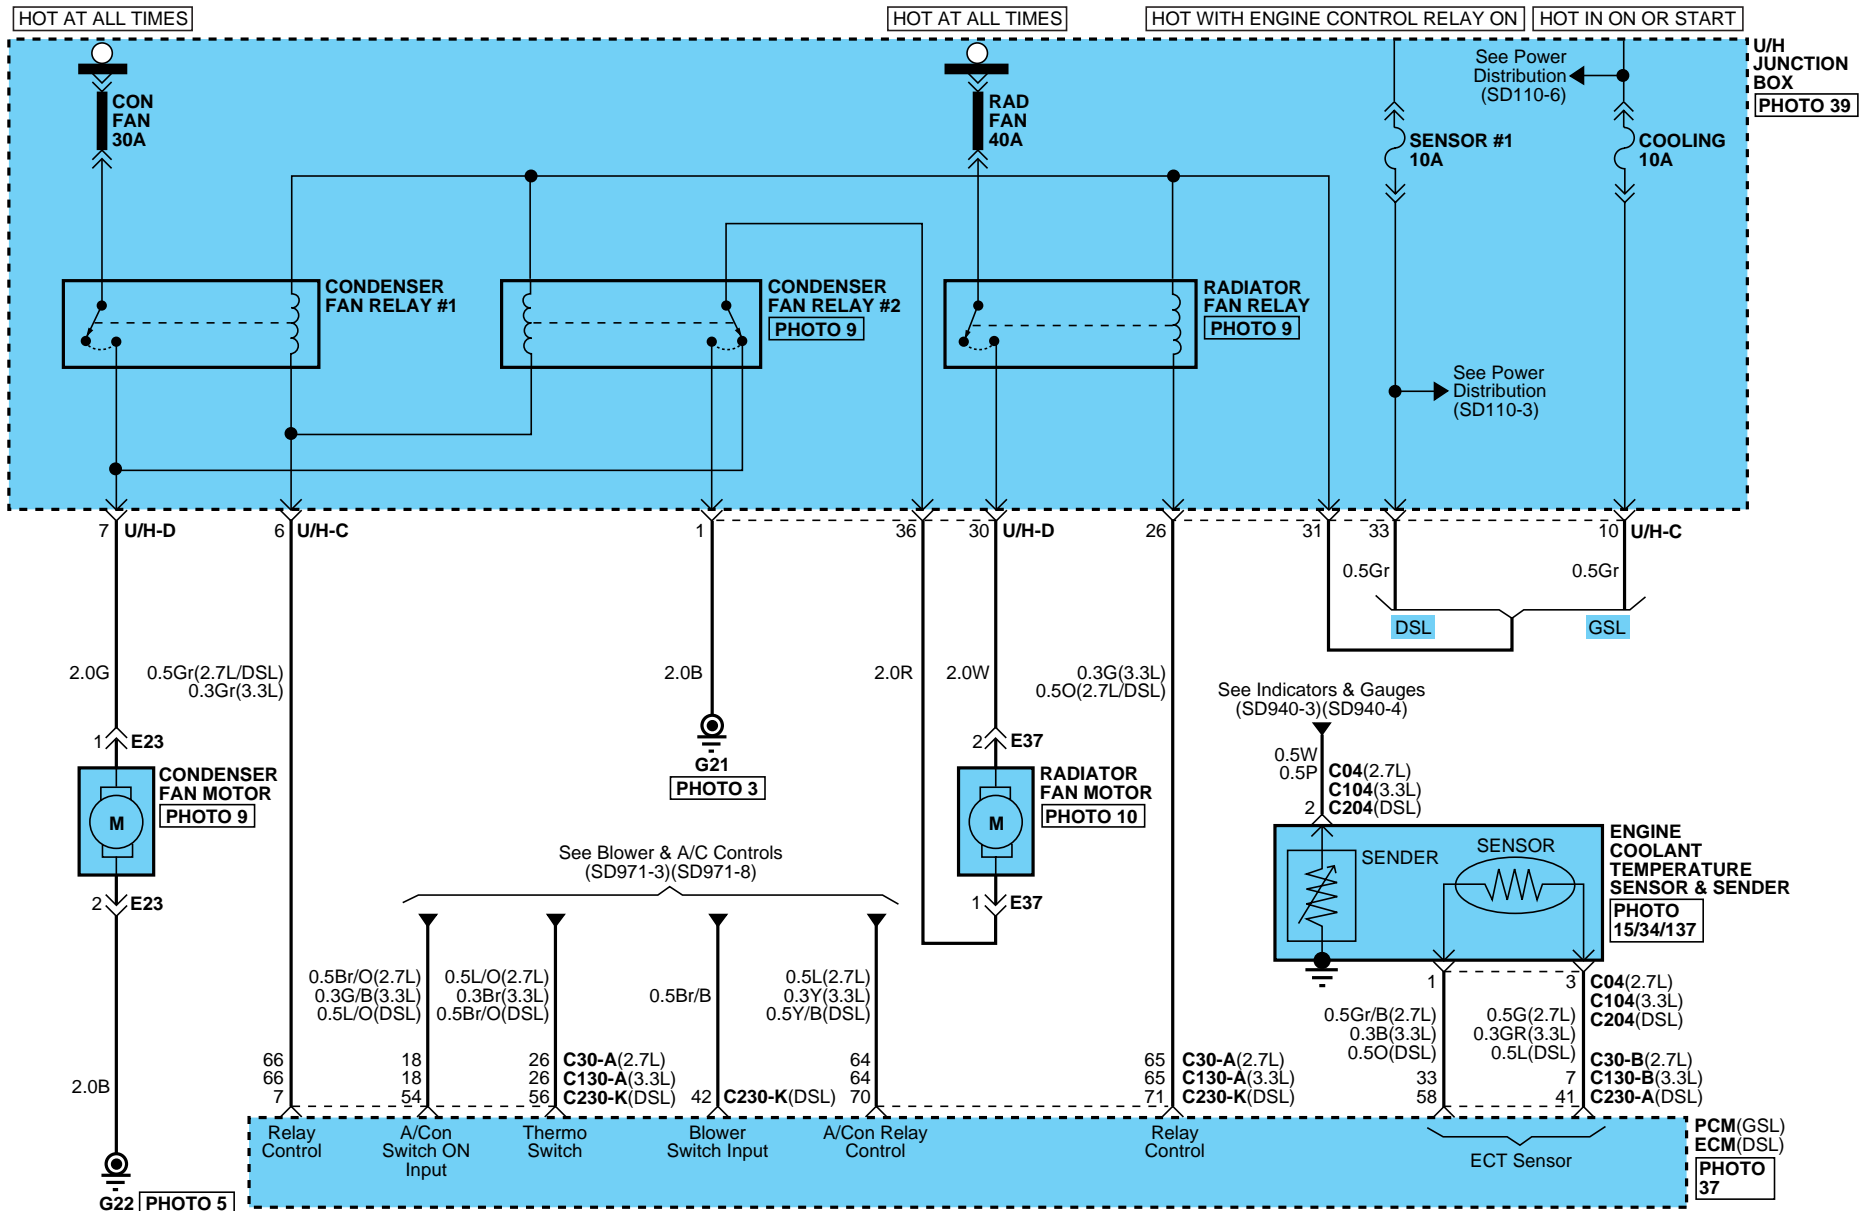 HOT AT ALL TIMES
HOT AT ALL TIMES
HOT WITH ENGINE CONTROL RELAY ON
HOT IN ON OR START
U/H
JUNCTION
BOX
PHOTO 39
CON
FAN
30A
RAD
FAN
40A
See Power
Distribution
(SD110-6)
SENSOR #1
10A
COOLING
10A
CONDENSER
FAN RELAY #1
CONDENSER
FAN RELAY #2
PHOTO 9
RADIATOR
FAN RELAY
PHOTO 9
See Power
Distribution
(SD110-3)
7 U/H-D
6 U/H-C
1
36
30 U/H-D
26
31
33
10 U/H-C
0.5Gr
0.5Gr
DSL
GSL
2.0G
0.5Gr(2.7L/DSL)
0.3Gr(3.3L)
2.0B
2.0R
2.0W
0.3G(3.3L)
0.5O(2.7L/DSL)
See Indicators & Gauges
(SD940-3)(SD940-4)
1 E23
G21
PHOTO 3
2 E37
0.5W
0.5P
C04(2.7L)
C104(3.3L)
2 C204(DSL)
CONDENSER
FAN MOTOR
PHOTO 9
M
RADIATOR
FAN MOTOR
PHOTO 10
M
SENDER
SENSOR
ENGINE
COOLANT
TEMPERATURE
SENSOR & SENDER
PHOTO
15/34/137
See Blower & A/C Controls
(SD971-3)(SD971-8)
2 E23
1 E37
0.5Br/O(2.7L)
0.3G/B(3.3L)
0.5L/O(DSL)
0.5L/O(2.7L)
0.3Br(3.3L)
0.5Br/O(DSL)
0.5Br/B
0.5L(2.7L)
0.3Y(3.3L)
0.5Y/B(DSL)
1
3
C04(2.7L)
C104(3.3L)
C204(DSL)
0.5Gr/B(2.7L)
0.3B(3.3L)
0.5O(DSL)
0.5G(2.7L)
0.3GR(3.3L)
0.5L(DSL)
2.0B
66
66
7
18
18
54
26 C30-A(2.7L)
26 C130-A(3.3L)
56 C230-K(DSL)
42 C230-K(DSL)
64
64
70
65 C30-A(2.7L)
65 C130-A(3.3L)
71 C230-K(DSL)
33
58
C30-B(2.7L)
7 C130-B(3.3L)
41 C230-A(DSL)
Relay
Control
A/Con
Switch ON
Input
Thermo
Switch
Blower
Switch Input
A/Con Relay
Control
Relay
Control
ECT Sensor
PCM(GSL)
ECM(DSL)
PHOTO
37
G22 PHOTO 5